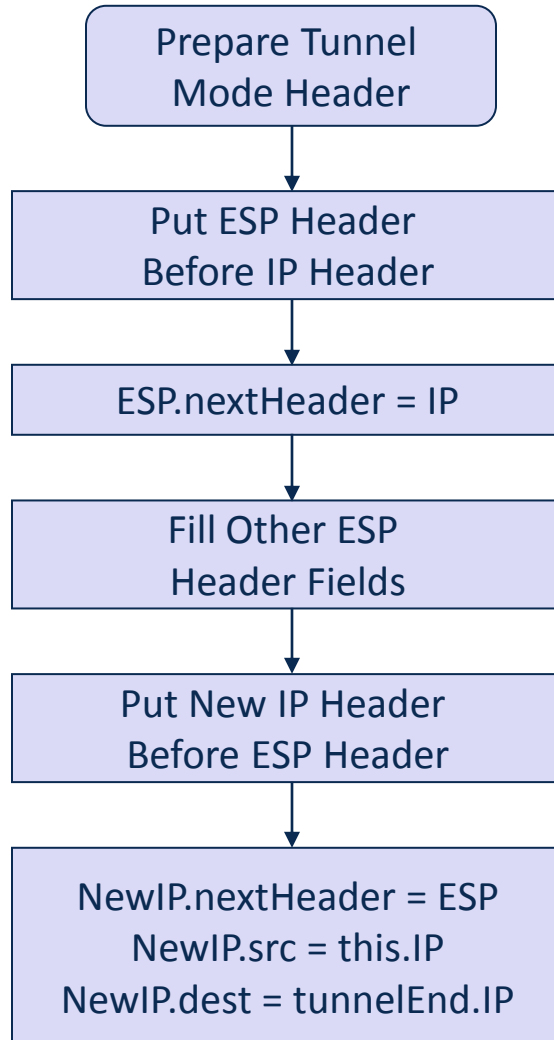 Prepare Tunnel
Mode Header
Put ESP Header
Before IP Header
ESP.nextHeader = IP
Fill Other ESP
Header Fields
Put New IP Header
Before ESP Header
NewIP.nextHeader = ESP
NewIP.src = this.IP
NewIP.dest = tunnelEnd.IP